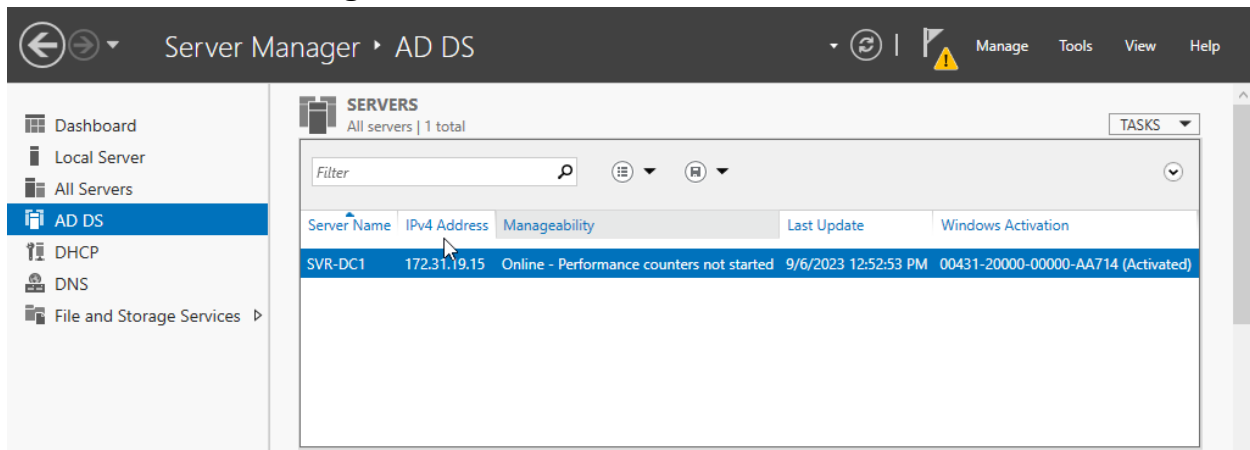 Server Manager ‣ AD DS
Manage Tools View Help
Dashboard
Local Server
All Servers
AD DS
DHCP
DNS
File and Storage Services
SERVERS
All servers | 1 total
TASKS
Filter
Server Name IPv4 Address Manageability Last Update Windows Activation
SVR-DC1 172.31.19.15 Online - Performance counters not started 9/6/2023 12:52:53 PM 00431-20000-00000-AA714 (Activated)